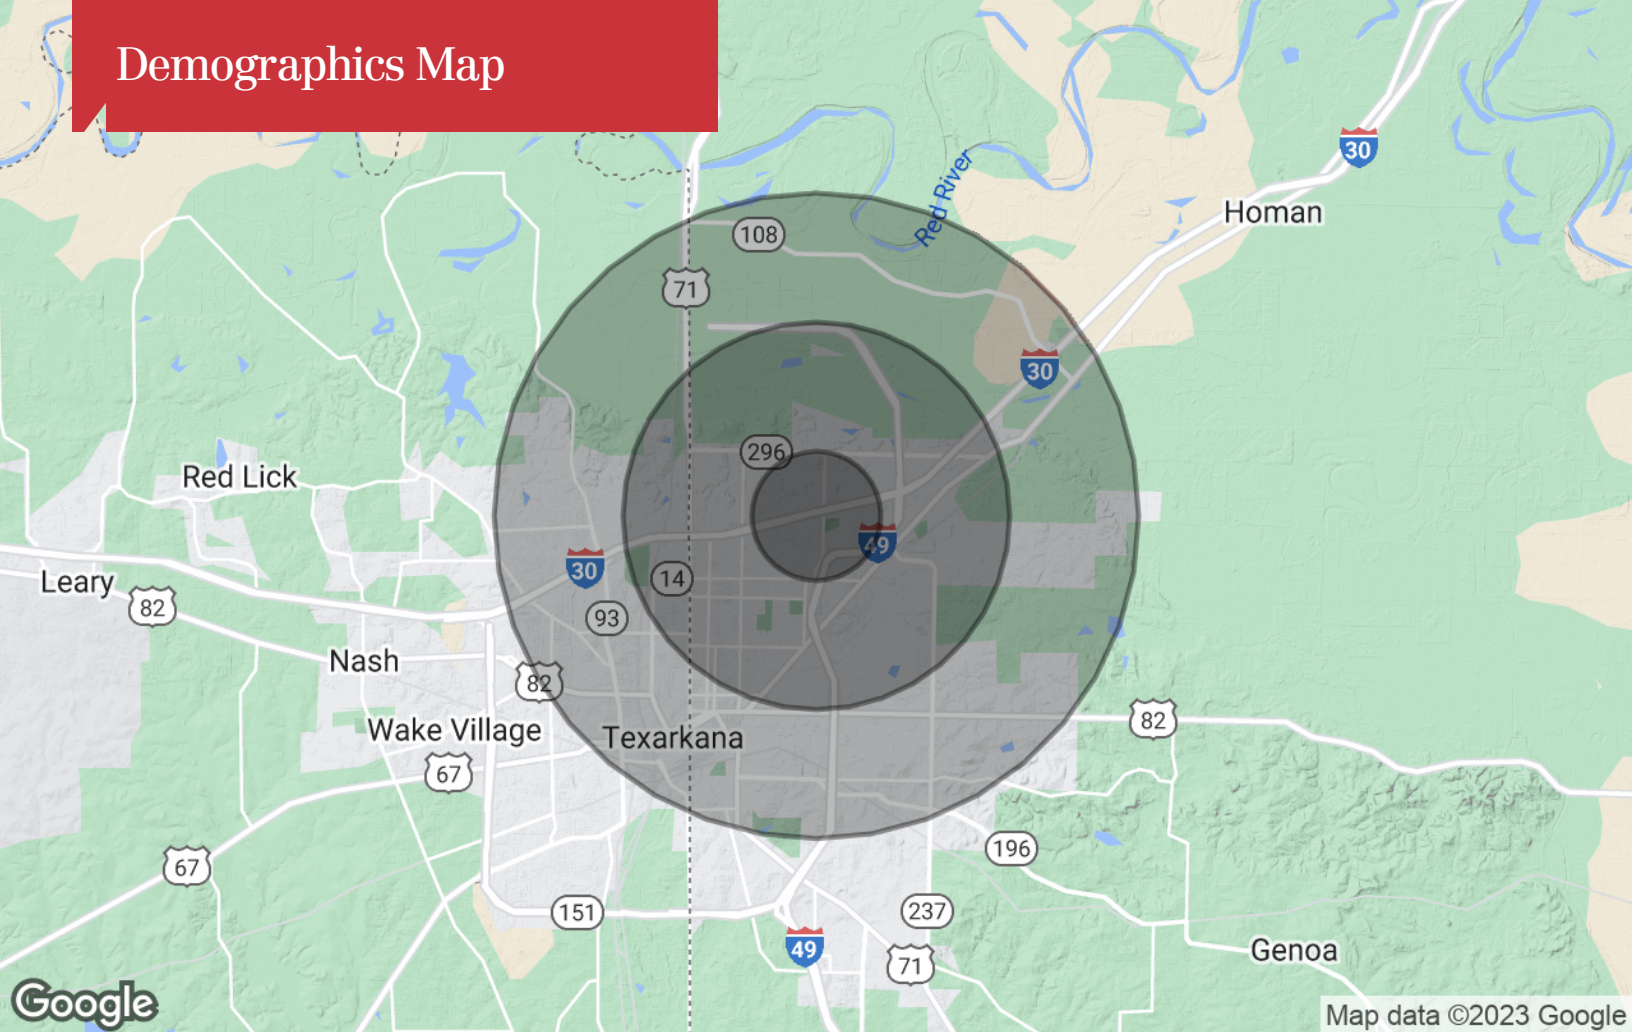 Demographics Map
30
Red River
Homan
108
71
30
296
Red Lick
49
30
14
Leary
82
93
Nash
82
82
Wake Village
Texarkana
67
196
67
151
237
49
71
Genoa
Google
Map data ©2023 Google